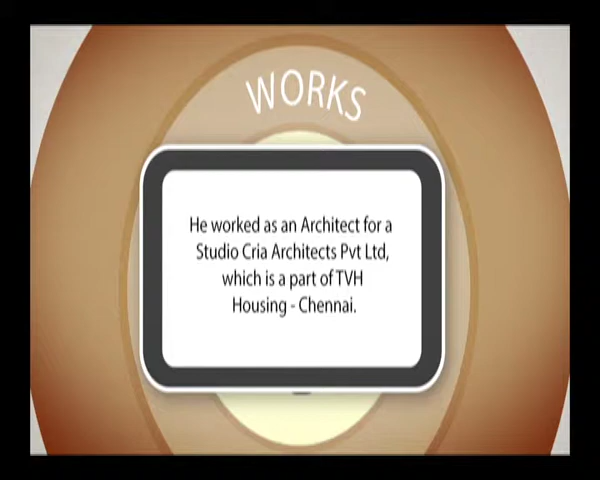 WORKS
He worked as an Architect for a
Studio Cria Architects Pvt Ltd,
which is a part of TVH
Housing - Chennai.